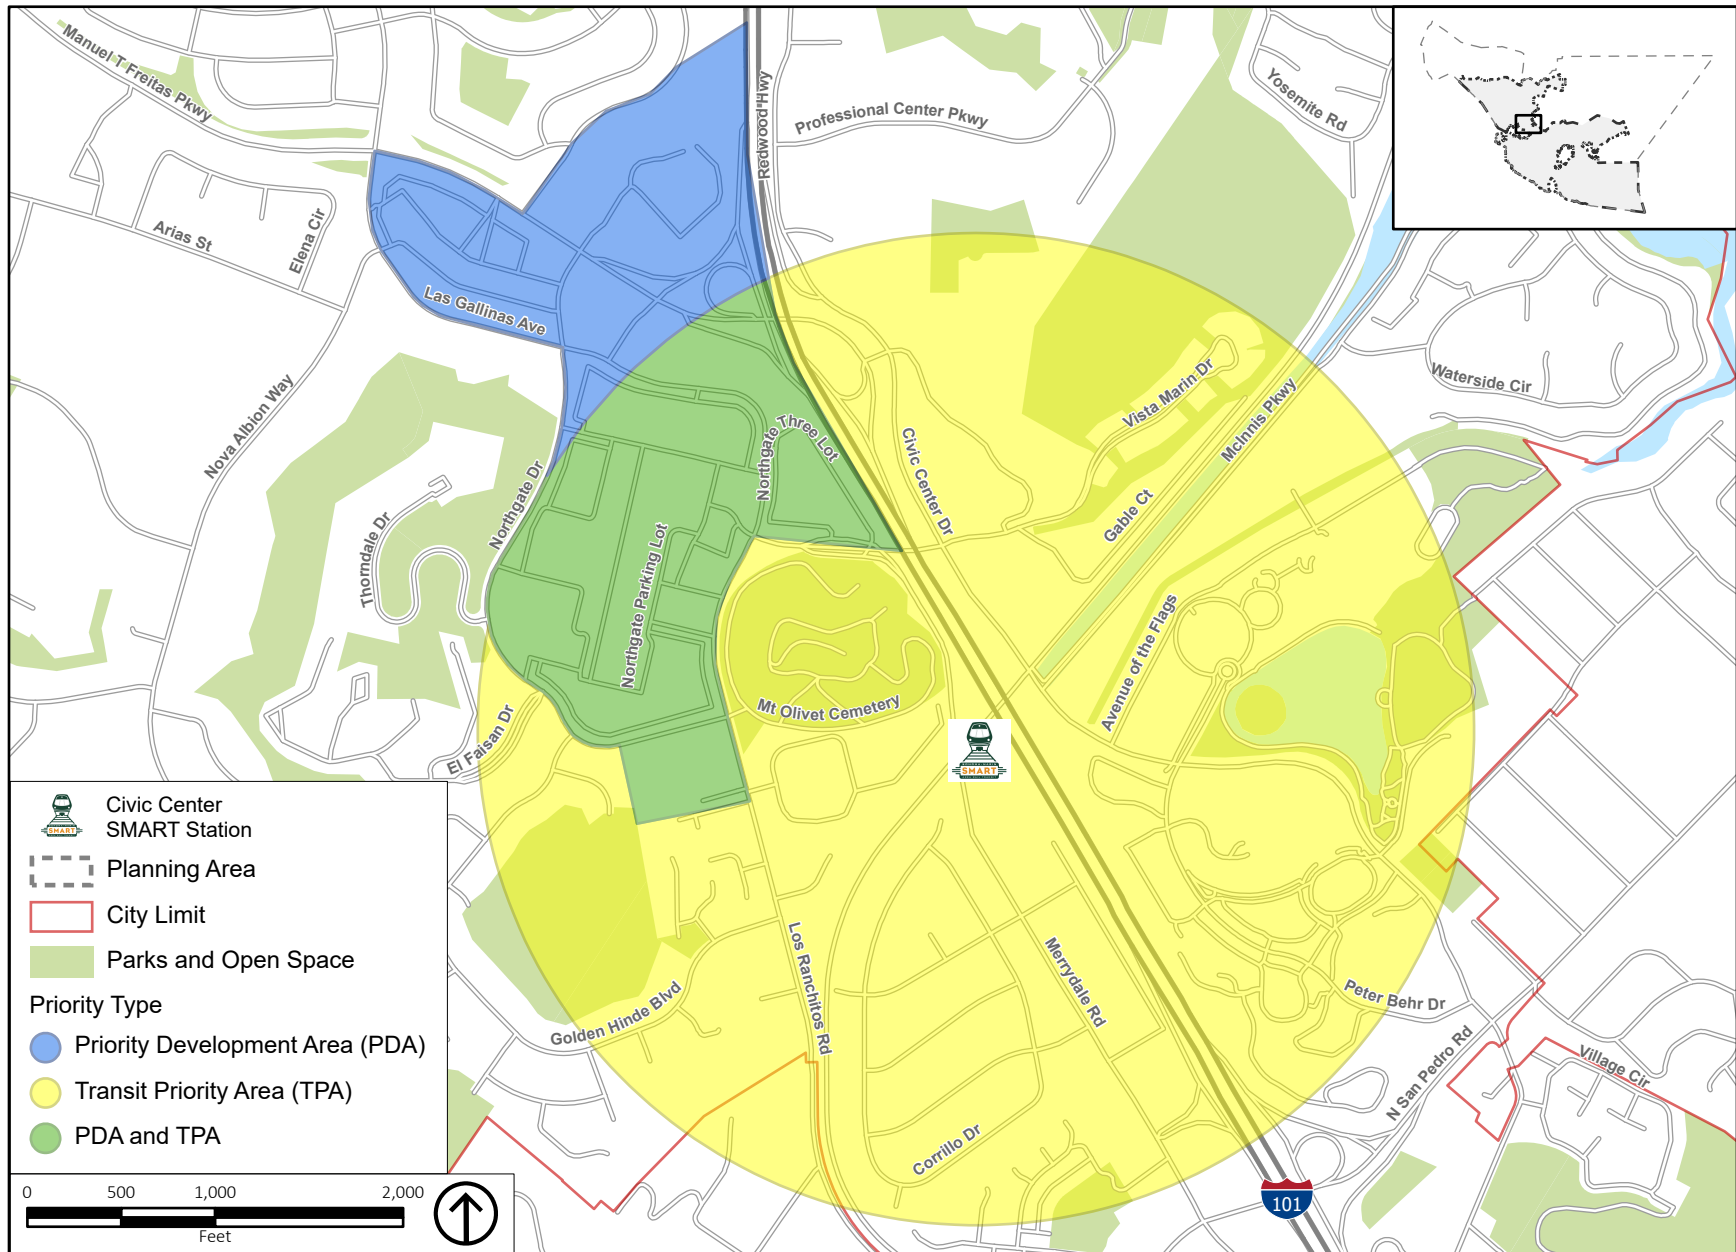 Manuel T Freitas Pkwy
Redwood Hwy
Professional Center Pkwy
Yosemite Rd
Arias St
Elena Cir
Las Gallinas Ave
Nova Albion Way
Northgate Dr
Thorndale Dr
Northgate Three Lot
Northgate Parking Lot
Civic Center Dr
Vista Marin Dr
McInnis Pkwy
Gable Ct
Waterside Cir
Avenue of the Flags
Mt Olivet Cemetery
El Faisan Dr
SMART
Golden Hinde Blvd
Los Ranchitos Rd
Merrydale Rd
Peter Behr Dr
N San Pedro Rd
Village Cir
Corrillo Dr
101
Civic Center
SMART Station
SMART
Planning Area
City Limit
Parks and Open Space
Priority Type
Priority Development Area (PDA)
Transit Priority Area (TPA)
PDA and TPA
0 500 1,000 2,000
Feet